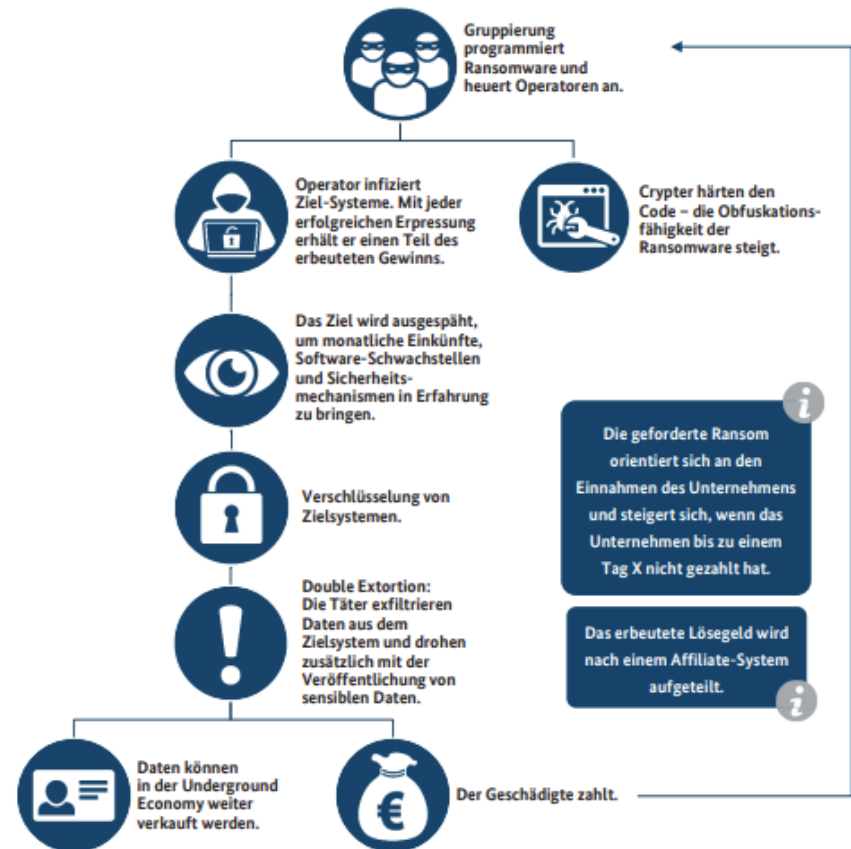 Gruppierung
programmiert
Ransomware und
heuert Operatoren an.
Operator infiziert
Ziel-Systeme. Mit jeder
erfolgreichen Erpressung
erhält er einen Teil des
erbeuteten Gewinns.
Crypter härten den
Code – die Obfuskations-
fähigkeit der
Ransomware steigt.
Das Ziel wird ausgespäht,
um monatliche Einkünfte,
Software-Schwachstellen
und Sicherheits-
mechanismen in Erfahrung
zu bringen.
i
Die geforderte Ransom
orientiert sich an den
Einnahmen des Unternehmens
und steigert sich, wenn das
Unternehmen bis zu einem
Tag X nicht gezahlt hat.
Verschlüsselung von
Zielsystemen.
Double Extortion:
Die Täter exfiltrieren
Daten aus dem
Zielsystem und drohen
zusätzlich mit der
Veröffentlichung von
sensiblen Daten.
Das erbeutete Lösegeld wird
nach einem Affiliate-System
aufgeteilt.
i
Daten können
in der Underground
Economy weiter
verkauft werden.
€
Der Geschädigte zahlt.